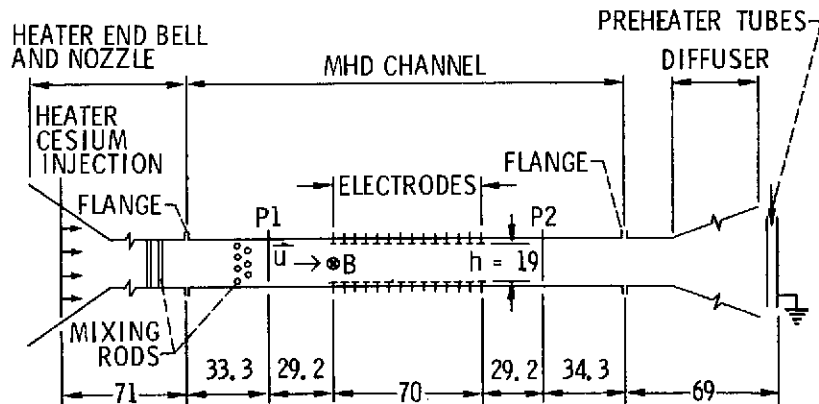 PREHEATER TUBES
HEATER END BELL
AND NOZZLE
MHD CHANNEL
DIFFUSER
HEATER
CESIUM
INJECTION
FLANGE
ELECTRODES
FLANGE
P1
P2
u
B
h = 19
MIXING
RODS
33.3
29.2
29.2
34.3
71
70
69